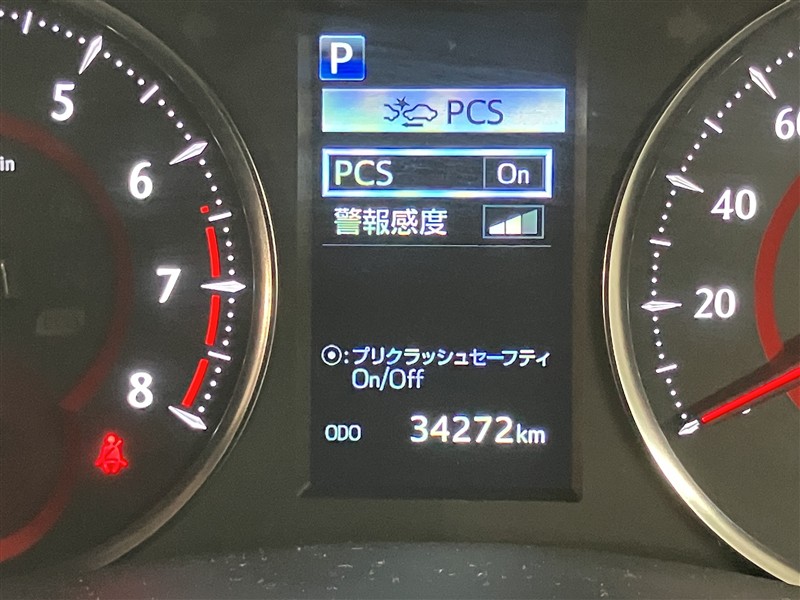 P
PCS
PCS On
警報感度
:プリクラッシュセーフティ
On/Off
ODO 34272km
5
6
7
8
in
60
40
20